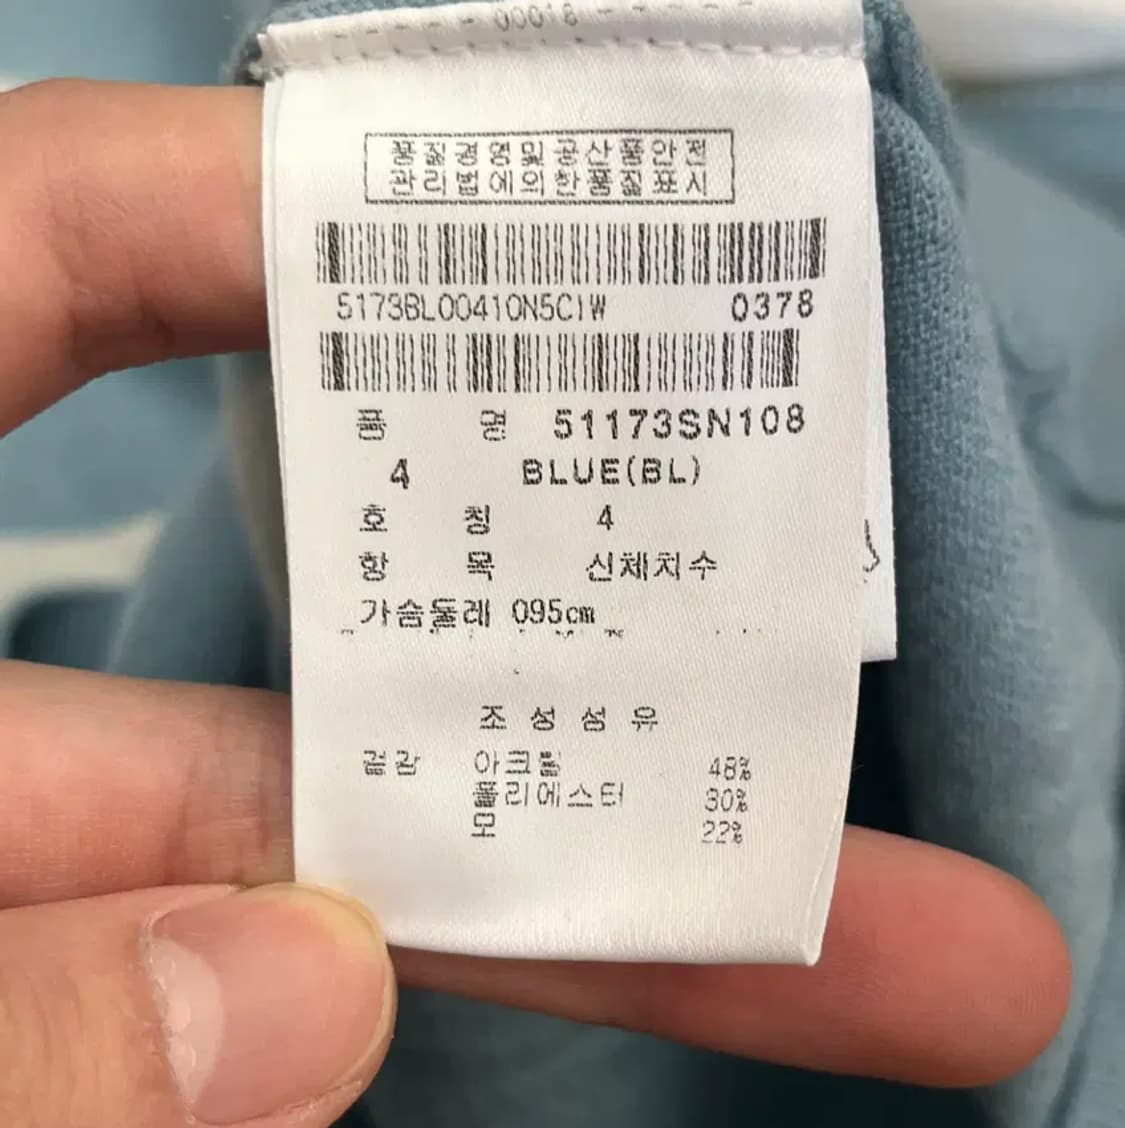 00018
품질경영및공산품안전
관리법에의한품질표시
5173BL00410N5CIW 0378
품 명 51173SN108
4 BLUE(BL)
호 칭 4
항 목 신체치수
가슴둘레 095cm
조성섬유
겉감 아크릴 48%
폴리에스터 30%
모 22%